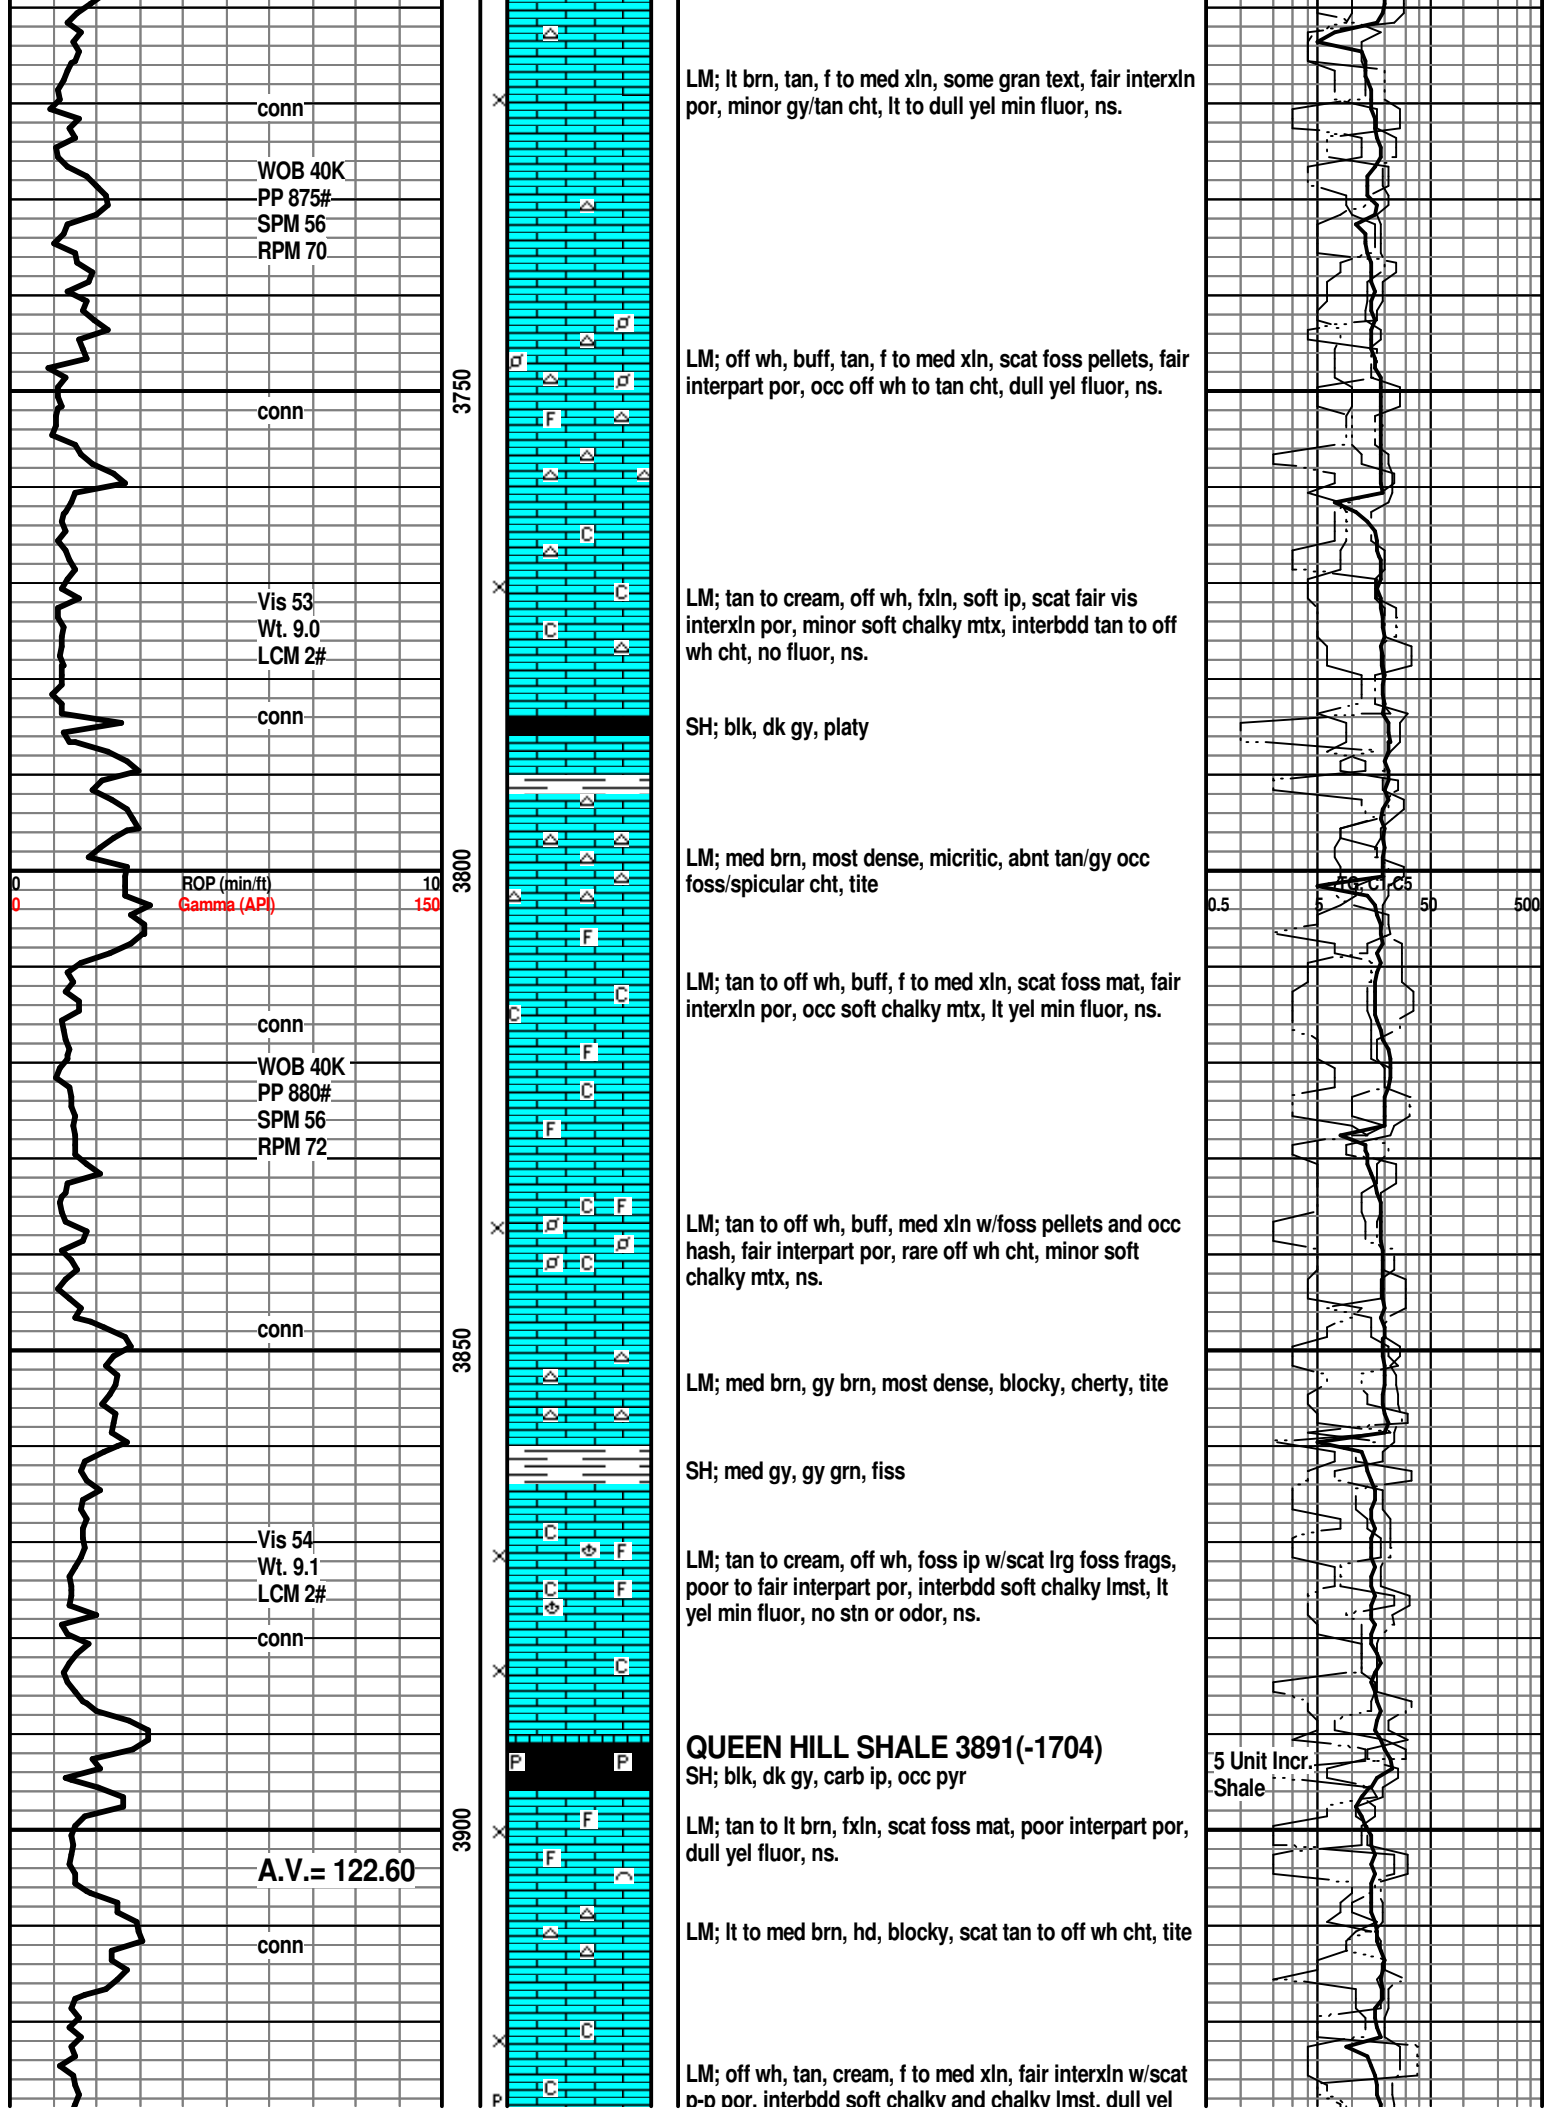 LM; lt brn, tan, f to med xln, some gran text, fair interxln
por, minor gy/tan cht, lt to dull yel min fluor, ns.
conn
WOB 40K
PP 875#
SPM 56
RPM 70
LM; off wh, buff, tan, f to med xln, scat foss pellets, fair
interpart por, occ off wh to tan cht, dull yel fluor, ns.
3750
conn
F
C
C
C
LM; tan to cream, off wh, fxln, soft ip, scat fair vis
interxln por, minor soft chalky mtx, interbdd tan to off
wh cht, no fluor, ns.
Vis 53
Wt. 9.0
LCM 2#
conn
SH; blk, dk gy, platy
LM; med brn, most dense, micritic, abnt tan/gy occ
foss/spicular cht, tite
3800
0 ROP (min/ft) 10
0 Gamma (API) 150
TG, C1-C5
0.5 5 50 500
F
LM; tan to off wh, buff, f to med xln, scat foss mat, fair
interxln por, occ soft chalky mtx, lt yel min fluor, ns.
C
C
conn
F
C
F
WOB 40K
PP 880#
SPM 56
RPM 72
C F
C
LM; tan to off wh, buff, med xln w/foss pellets and occ
hash, fair interpart por, rare off wh cht, minor soft
chalky mtx, ns.
conn
3850
LM; med brn, gy brn, most dense, blocky, cherty, tite
SH; med gy, gy grn, fiss
Vis 54
Wt. 9.1
LCM 2#
C
F
C F
LM; tan to cream, off wh, foss ip w/scat lrg foss frags,
poor to fair interpart por, interbdd soft chalky lmst, lt
yel min fluor, no stn or odor, ns.
conn
C
QUEEN HILL SHALE 3891(-1704)
SH; blk, dk gy, carb ip, occ pyr
P P
5 Unit Incr.
Shale
LM; tan to lt brn, fxln, scat foss mat, poor interpart por,
dull yel fluor, ns.
F
F
3900
A.V.= 122.60
LM; lt to med brn, hd, blocky, scat tan to off wh cht, tite
conn
C
C
P
LM; off wh, tan, cream, f to med xln, fair interxln w/scat
p-p por, interbdd soft chalky and chalky lmst, dull yel